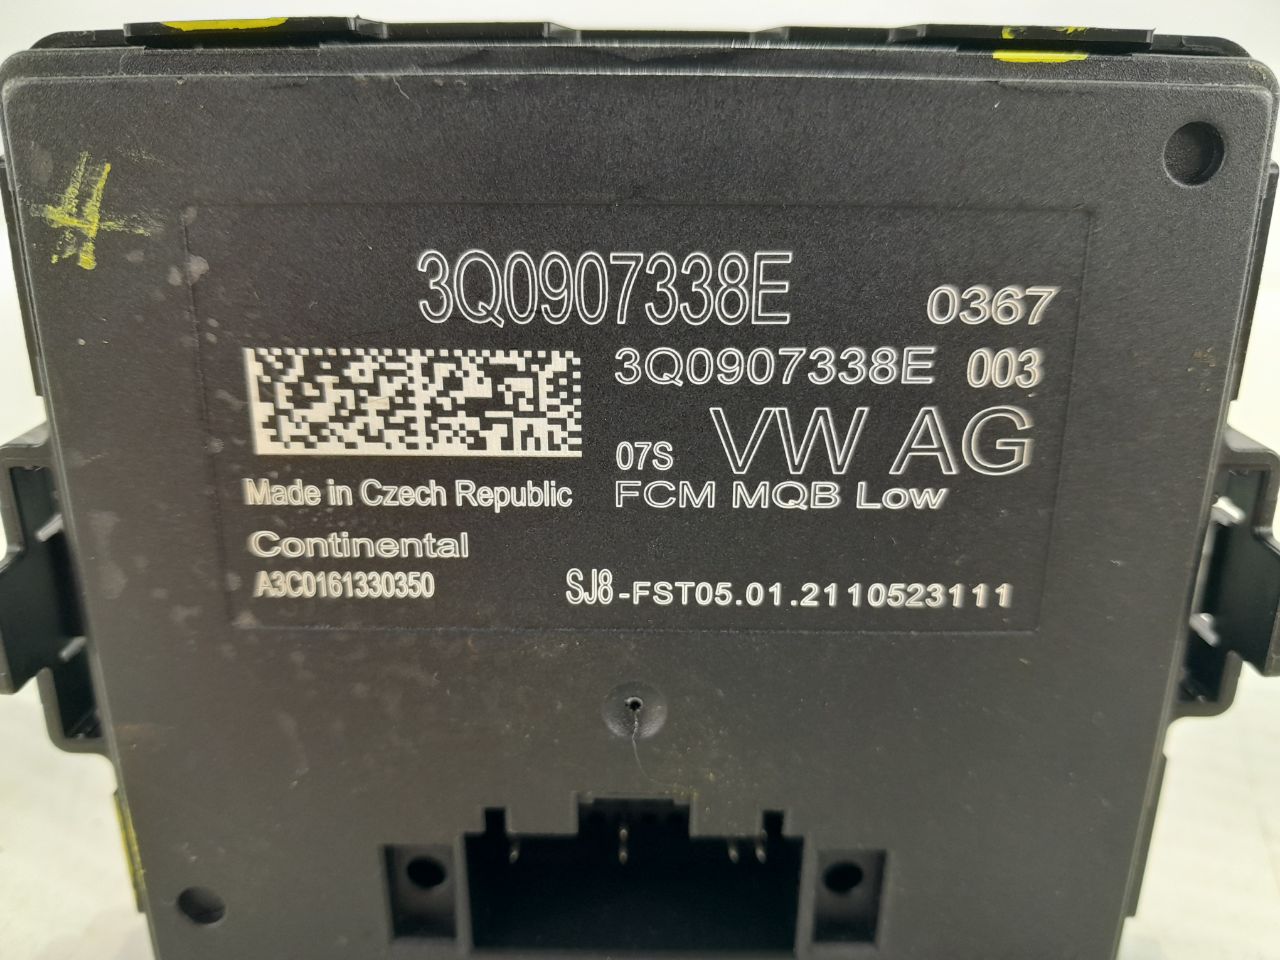 3Q0907338E
0367
3Q0907338E 003
07S VW AG
FCM MQB Low
Made in Czech Republic
Continental
A3C0161330350
SJ8-FST05.01.2110523111